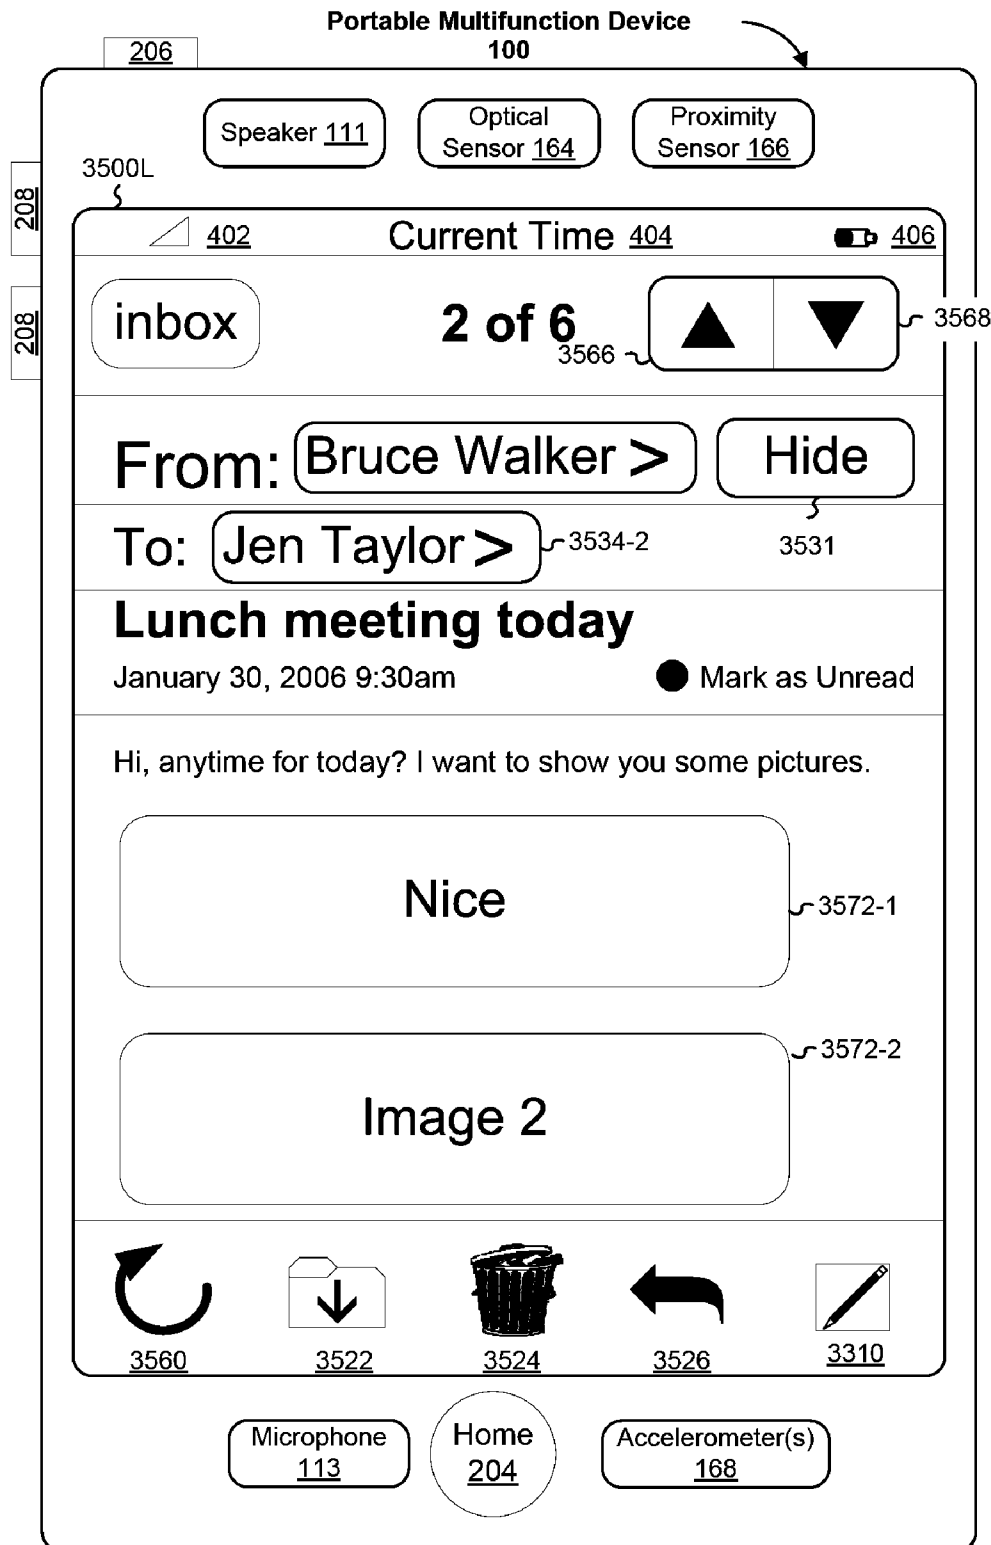 Portable Multifunction Device
100
206
Speaker 111
Optical
Sensor 164
Proximity
Sensor 166
3500L
208
208
402
Current Time 404
406
inbox
2 of 6
3566
3568
From: Bruce Walker >
Hide
3531
To: Jen Taylor >
3534-2
Lunch meeting today
January 30, 2006 9:30am
Mark as Unread
Hi, anytime for today? I want to show you some pictures.
Nice
3572-1
3572-2
Image 2
3560
3522
3524
3526
3310
Microphone
113
Home
204
Accelerometer(s)
168